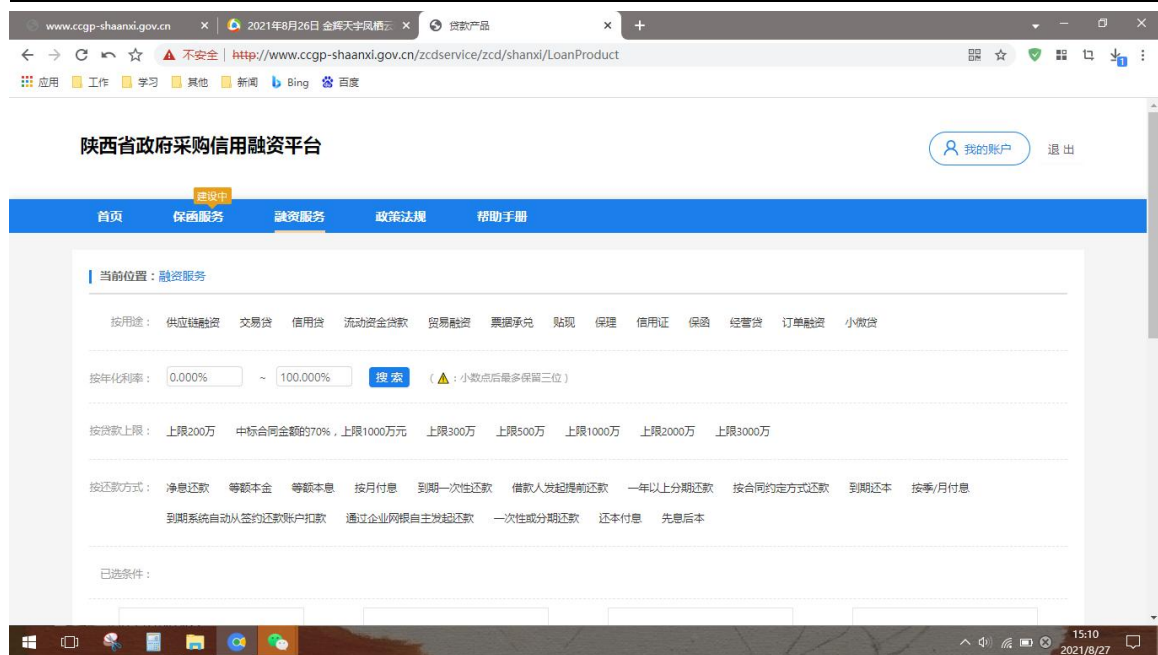 www.ccgp-shaanxi.gov.cn
2021年8月26日 金辉天宇凤栖云
贷款产品
不安全 http://www.ccgp-shaanxi.gov.cn/zcdservice/zcd/shanxi/LoanProduct
应用 工作 学习 其他 新闻 Bing 百度
陕西省政府采购信用融资平台
我的账户 退出
建设中
首页 保函服务 融资服务 政策法规 帮助手册
当前位置：融资服务
按用途： 供应链融资 交易贷 信用贷 流动资金贷款 贸易融资 票据承兑 贴现 保理 信用证 保函 经营贷 订单融资 小微贷
按年化利率： 0.000% ~ 100.000% 搜索 （ ：小数点后最多保留三位）
按贷款上限： 上限200万 中标合同金额的70%，上限1000万元 上限300万 上限500万 上限1000万 上限2000万 上限3000万
按还款方式： 净息还款 等额本金 等额本息 按月付息 到期一次性还款 借款人发起提前还款 一年以上分期还款 按合同约定方式还款 到期还本 按季/月付息
到期系统自动从签约还款账户扣款 通过企业网银自主发起还款 一次性或分期还款 还本付息 先息后本
已选条件：
15:10
2021/8/27